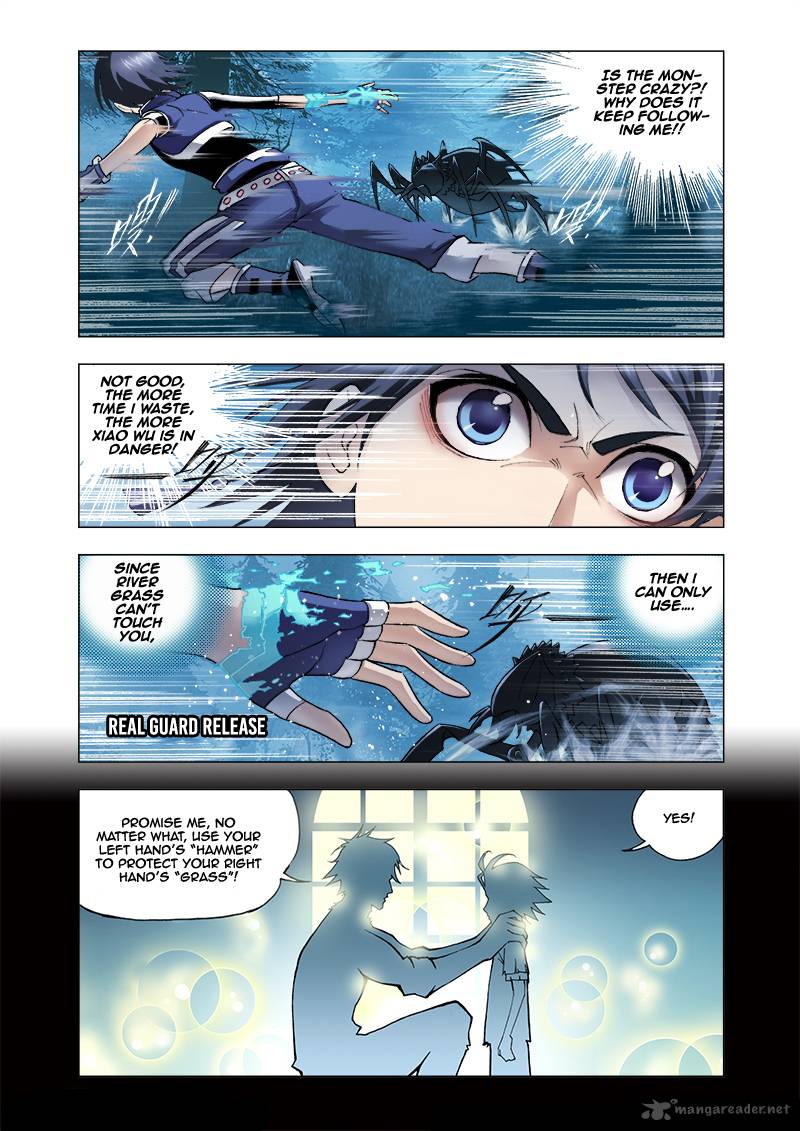 IS THE MON-
STER CRAZY?!
WHY DOES IT
KEEP FOLLOW-
ING ME!!
嗖!
嗖!
NOT GOOD,
THE MORE
TIME I WASTE,
THE MORE
XIAO WU IS IN
DANGER!
SINCE
RIVER
GRASS
CAN'T
TOUCH
YOU,
THEN I
CAN ONLY
USE....
REAL GUARD RELEASE
PROMISE ME, NO
MATTER WHAT, USE YOUR
LEFT HAND'S "HAMMER"
TO PROTECT YOUR RIGHT
HAND'S "GRASS"!
YES!
mangareader.net